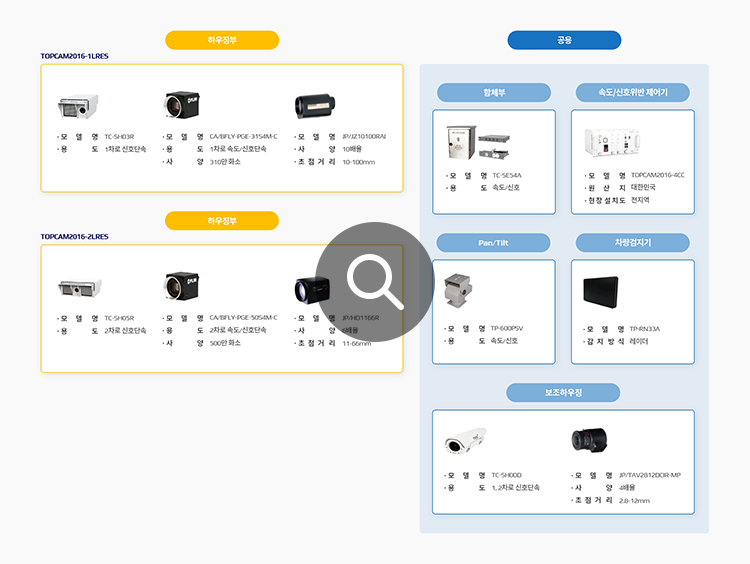 하우징부
TOPCAM2016-1LRES
· 모 델 명 TC-SH03R
· 용 도 1차로 신호단속
· 모 델 명 CA/BFLY-PGE-31S4M-C
· 용 도 1차로 속도/신호단속
· 사 양 310만 화소
· 모 델 명 JP/JZ10100RAI
· 사 양 10배율
· 초 점 거 리 10-100mm
하우징부
TOPCAM2016-2LRES
· 모 델 명 TC-SH05R
· 용 도 2차로 신호단속
· 모 델 명 CA/BFLY-PGE-50S4M-C
· 용 도 2차로 속도/신호단속
· 사 양 500만 화소
· 모 델 명 JP/HD1166R
· 사 양 6배율
· 초 점 거 리 11-66mm
공용
함체부
· 모 델 명 TC-SE54A
· 용 도 속도/신호
속도/신호위반 제어기
· 모 델 명 TOPCAM2016-4CC
· 원 산 지 대한민국
· 현장 설치도 전지역
Pan/Tilt
· 모 델 명 TP-600PSV
· 용 도 속도/신호
차량검지기
· 모 델 명 TP-RN33A
· 감 지 방 식 레이더
보조하우징
· 모 델 명 TC-SH00D
· 용 도 1, 2차로 신호단속
· 모 델 명 JP/TAV2812DCIR-MP
· 사 양 4배율
· 초 점 거 리 2.8-12mm